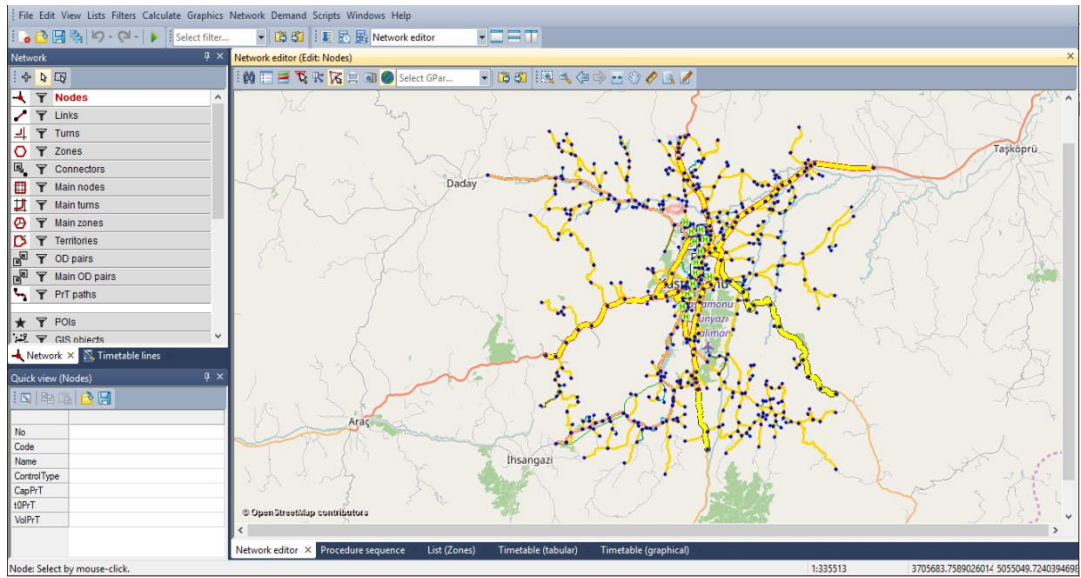 File Edit View Lists Filters Calculate Graphics Network Demand Scripts Windows Help
Select filter... Network editor
Network
Nodes
Links
Turns
Zones
Connectors
Main nodes
Main turns
Main zones
Territories
OD pairs
Main OD pairs
PrT paths
POIs
GIS objects
Network Timetable lines
Quick view (Nodes)
No
Code
Name
ControlType
CapPrT
t0PrT
VolPrT
Network editor (Edit: Nodes)
Select GPar...
Taşköprü
Daday
Araç
İhsangazi
© OpenStreetMap contributors
Network editor Procedure sequence List (Zones) Timetable (tabular) Timetable (graphical)
Node: Select by mouse-click. 1:335513 3705683.7589026014 5055049.7240394698